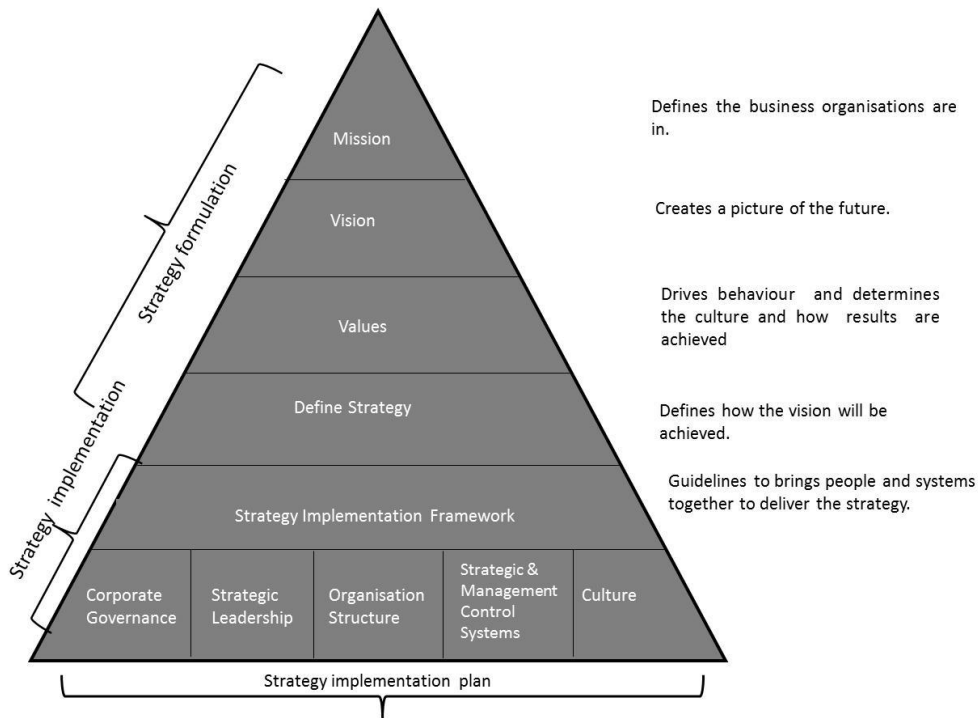 Mission
Defines the business organisations are
in.
Vision
Creates a picture of the future.
Strategy formulation
Values
Drives behaviour and determines
the culture and how results are
achieved
Define Strategy
Defines how the vision will be
achieved.
Strategy implementation
Strategy Implementation Framework
Guidelines to brings people and systems
together to deliver the strategy.
Corporate
Governance
Strategic
Leadership
Organisation
Structure
Strategic &
Management
Control
Systems
Culture
Strategy implementation plan